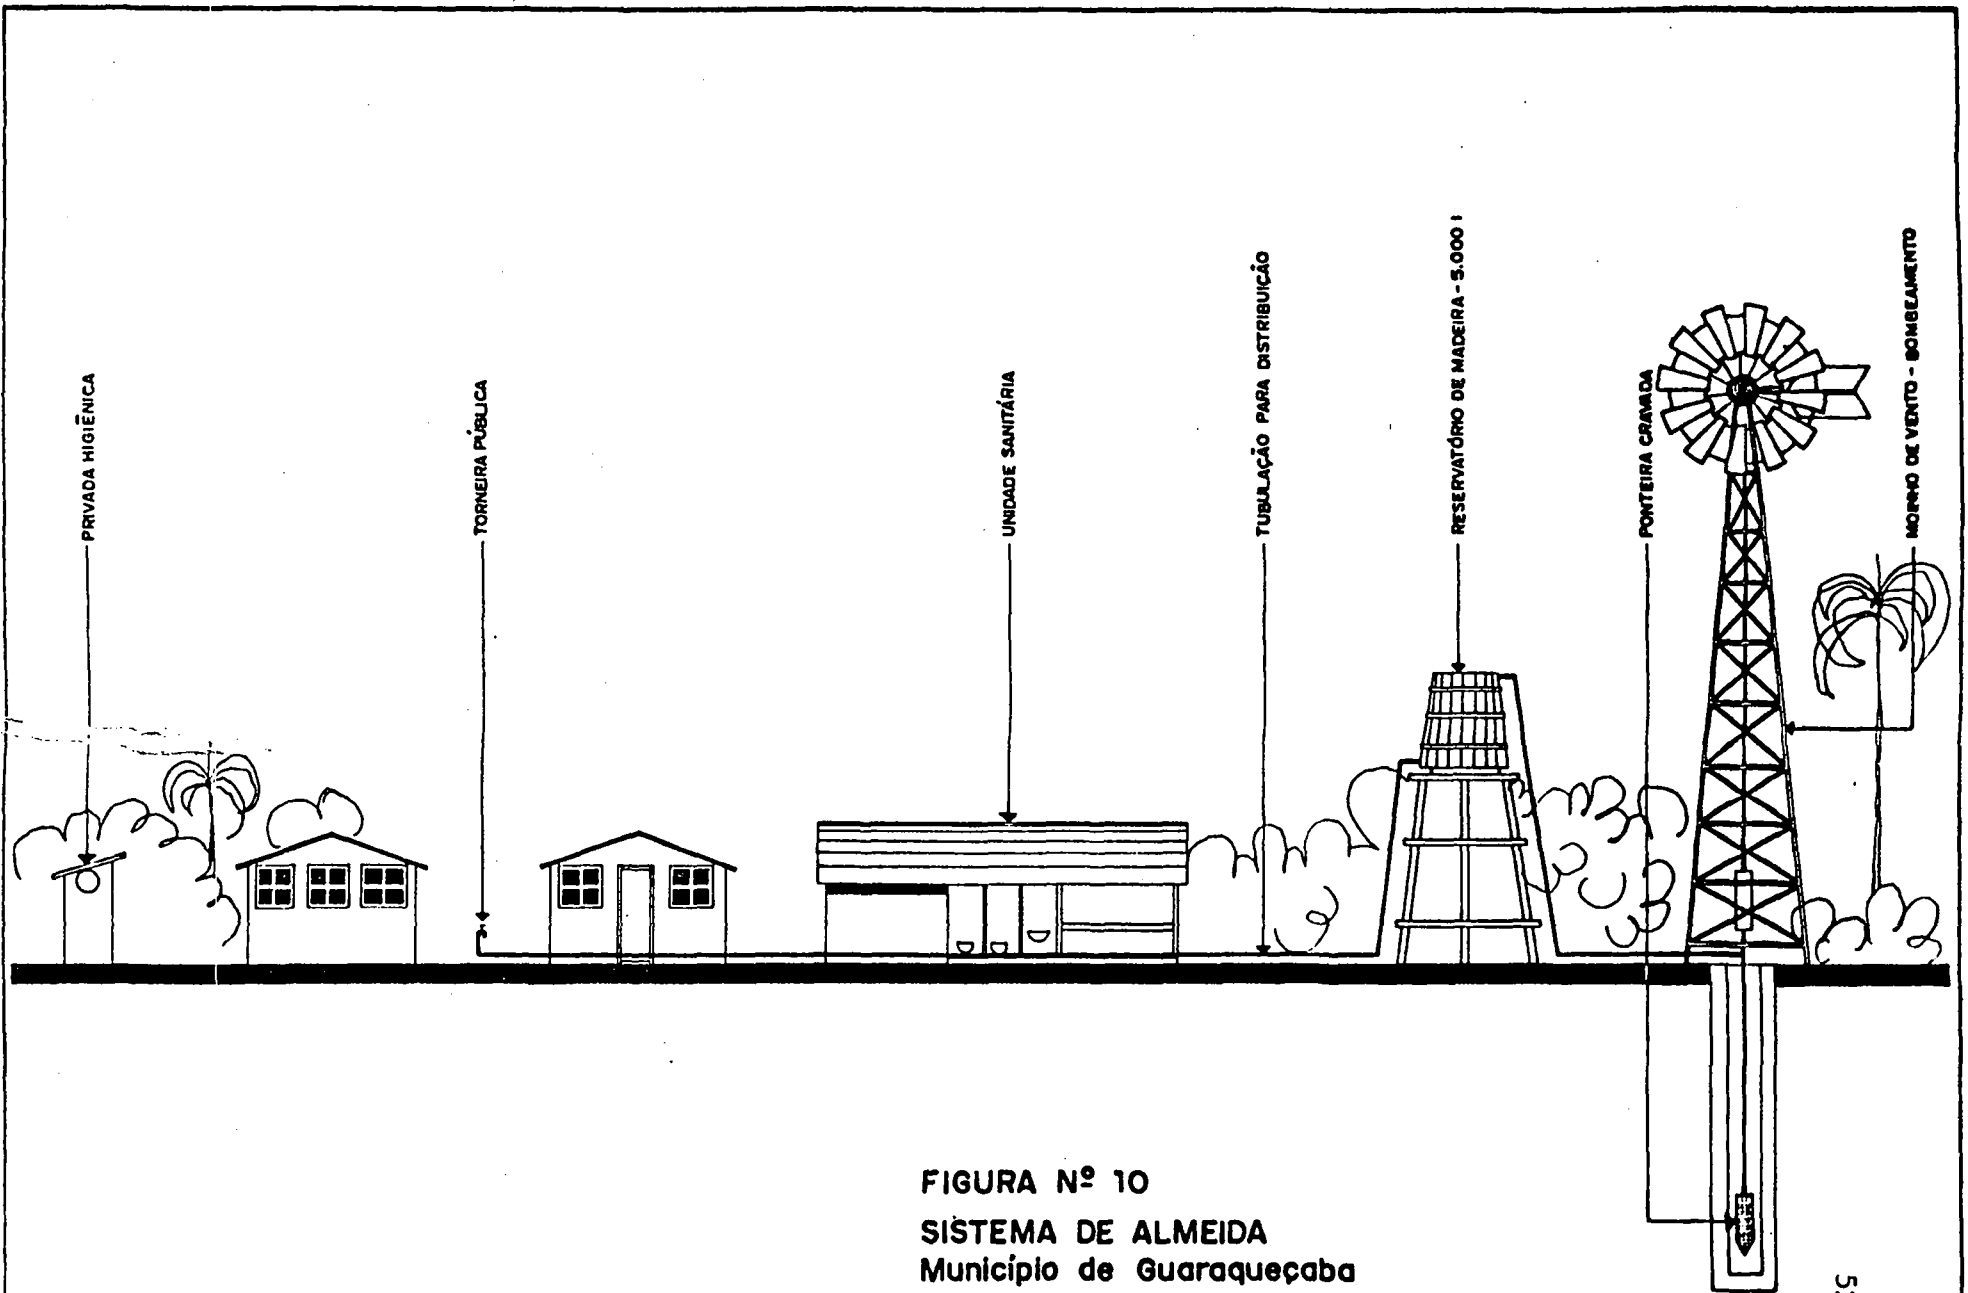 PRIVADA HIGIÊNICA
TORNEIRA PÚBLICA
UNIDADE SANITÁRIA
TUBULAÇÃO PARA DISTRIBUIÇÃO
RESERVATÓRIO DE MADEIRA - 5.000 l
PONTEIRA CRAVADA
MOINHO DE VENTO - BOMBEAMENTO
FIGURA Nº 10
SISTEMA DE ALMEIDA
Município de Guaraqueçaba